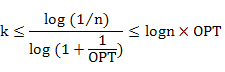 k ≤ log (1/n) / log (1 + 1/OPT) ≤ logn × OPT